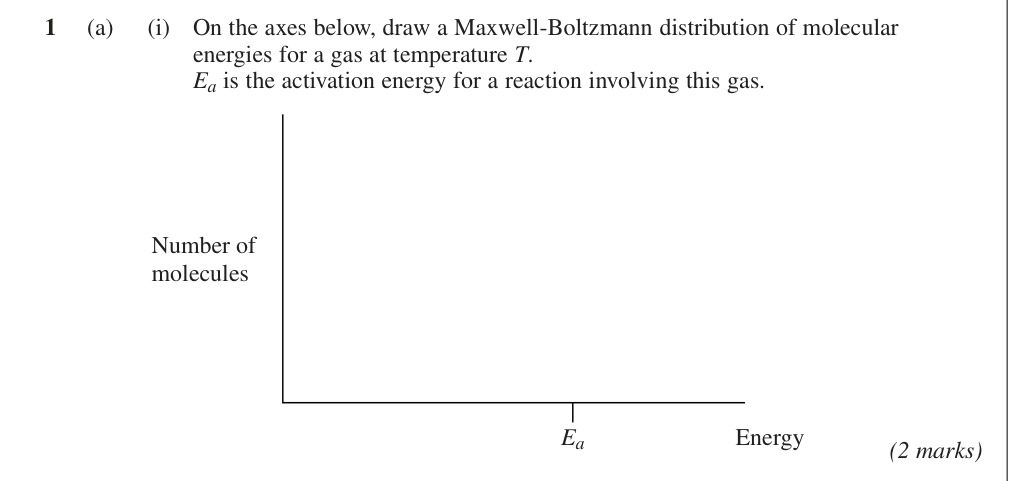 1 (a) (i) On the axes below, draw a Maxwell-Boltzmann distribution of molecular
energies for a gas at temperature T.
Ea is the activation energy for a reaction involving this gas.
Number of
molecules
Ea
Energy
(2 marks)